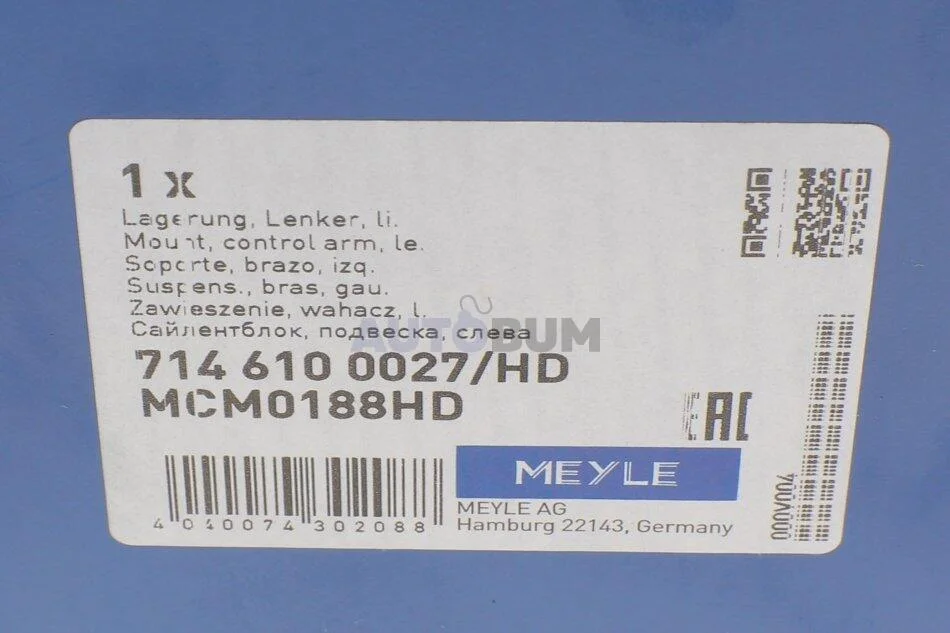 1 x
Lagerung, Lenker, li.
Mount, control arm, le.
Soporte, brazo, izq.
Suspens., bras, gau.
Zawieszenie, wahacz, l.
Сайлентблок, подвеска, слева
AUTOBUM
714 610 0027/HD
MCM0188HD
EAC
MEYLE
MEYLE AG
Hamburg 22143, Germany
4 040074 302088